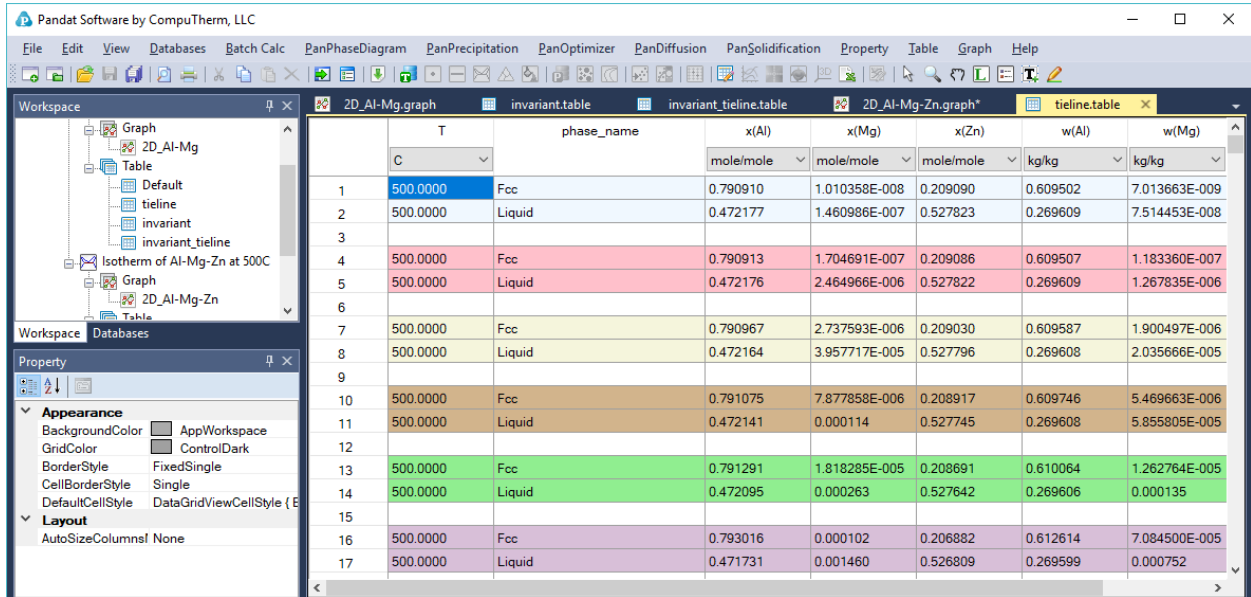 Pandat Software by CompuTherm, LLC
File Edit View Databases Batch Calc PanPhaseDiagram PanPrecipitation PanOptimizer PanDiffusion PanSolidification Property Table Graph Help
Workspace
Graph
2D_Al-Mg
Table
Default
tieline
invariant
invariant_tieline
Isotherm of Al-Mg-Zn at 500C
Graph
2D_Al-Mg-Zn
Table
Workspace Databases
Property
Appearance
BackgroundColor AppWorkspace
GridColor ControlDark
BorderStyle FixedSingle
CellBorderStyle Single
DefaultCellStyle DataGridViewCellStyle { E
Layout
AutoSizeColumnsM None
2D_Al-Mg.graph invariant.table invariant_tieline.table 2D_Al-Mg-Zn.graph* tieline.table
T phase_name x(Al) x(Mg) x(Zn) w(Al) w(Mg)
C mole/mole mole/mole mole/mole kg/kg kg/kg
1 500.0000 Fcc 0.790910 1.010358E-008 0.209090 0.609502 7.013663E-009
2 500.0000 Liquid 0.472177 1.460986E-007 0.527823 0.269609 7.514453E-008
3
4 500.0000 Fcc 0.790913 1.704691E-007 0.209086 0.609507 1.183360E-007
5 500.0000 Liquid 0.472176 2.464966E-006 0.527822 0.269609 1.267835E-006
6
7 500.0000 Fcc 0.790967 2.737593E-006 0.209030 0.609587 1.900497E-006
8 500.0000 Liquid 0.472164 3.957717E-005 0.527796 0.269608 2.035666E-005
9
10 500.0000 Fcc 0.791075 7.877858E-006 0.208917 0.609746 5.469663E-006
11 500.0000 Liquid 0.472141 0.000114 0.527745 0.269608 5.855805E-005
12
13 500.0000 Fcc 0.791291 1.818285E-005 0.208691 0.610064 1.262764E-005
14 500.0000 Liquid 0.472095 0.000263 0.527642 0.269606 0.000135
15
16 500.0000 Fcc 0.793016 0.000102 0.206882 0.612614 7.084500E-005
17 500.0000 Liquid 0.471731 0.001460 0.526809 0.269599 0.000752